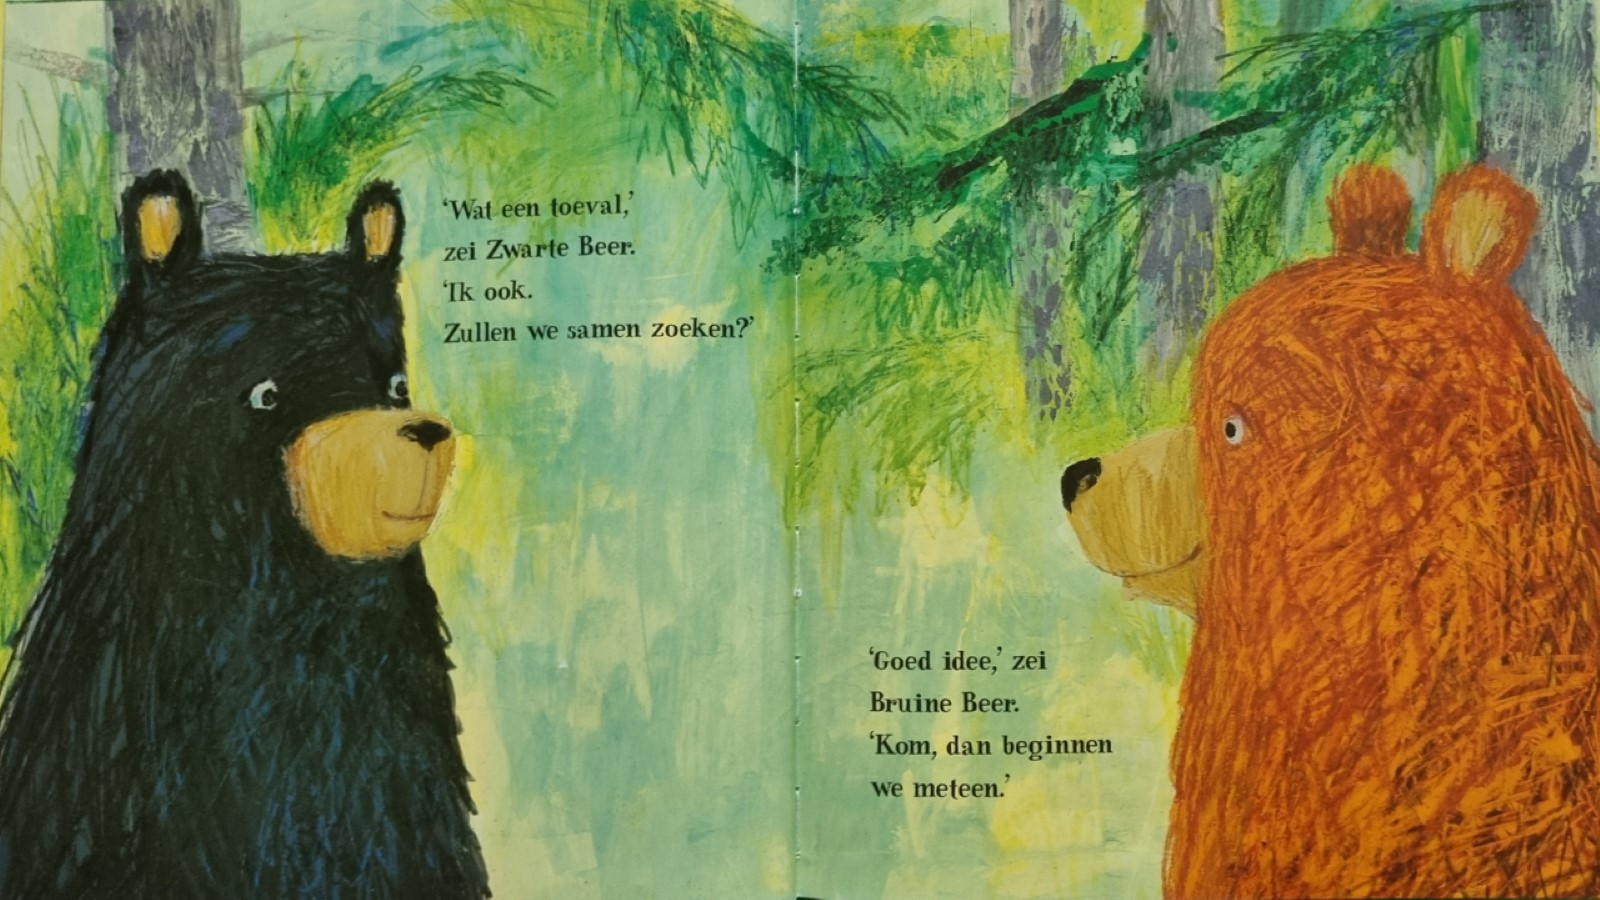 ‘Wat een toeval,’
zei Zwarte Beer.
‘Ik ook.
Zullen we samen zoeken?’
‘Goed idee,’ zei
Bruine Beer.
‘Kom, dan beginnen
we meteen.’